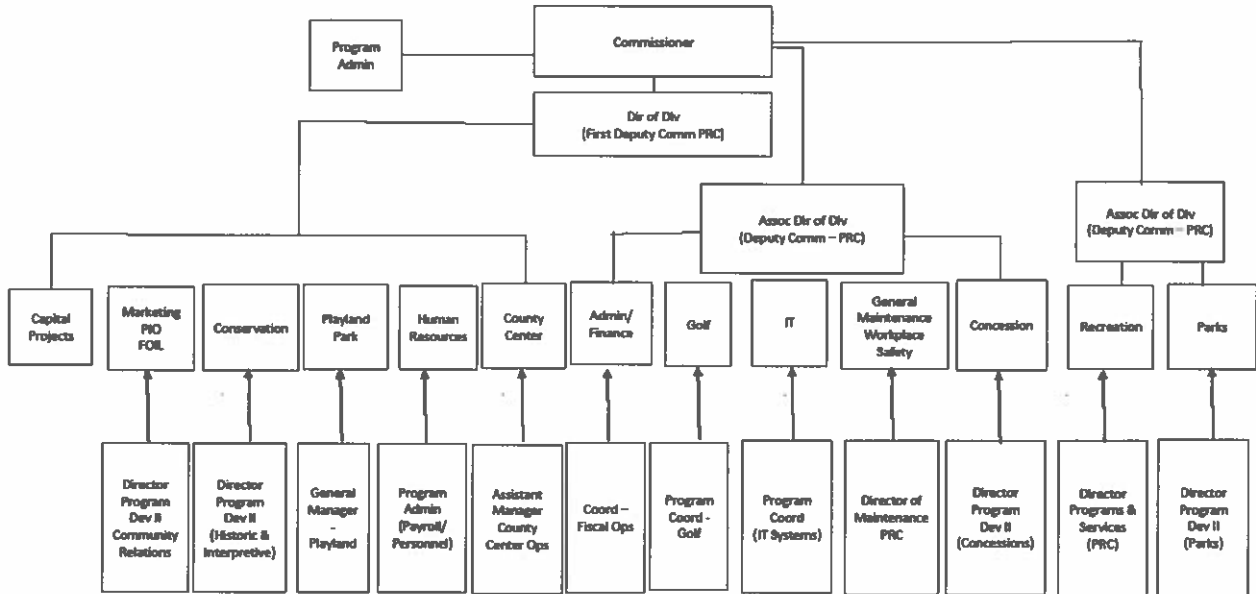 Program
Admin
Commissioner
Dir of Div
(First Deputy Comm PRC)
Assoc Dir of Div
(Deputy Comm – PRC)
Assoc Dir of Div
(Deputy Comm – PRC)
Capital
Projects
Marketing
PIO
FOIL
Conservation
Playland
Park
Human
Resources
County
Center
Admin/
Finance
Golf
IT
General
Maintenance
Workplace
Safety
Concession
Recreation
Parks
Director
Program
Dev II
Community
Relations
Director
Program
Dev II
(Historic &
Interpretive)
General
Manager
-
Playland
Program
Admin
(Payroll/
Personnel)
Assistant
Manager
County
Center Ops
Coord –
Fiscal Ops
Program
Coord -
Golf
Program
Coord
(IT Systems)
Director of
Maintenance
PRC
Director
Program
Dev II
(Concessions)
Director
Programs &
Services
(PRC)
Director
Program
Dev II
(Parks)